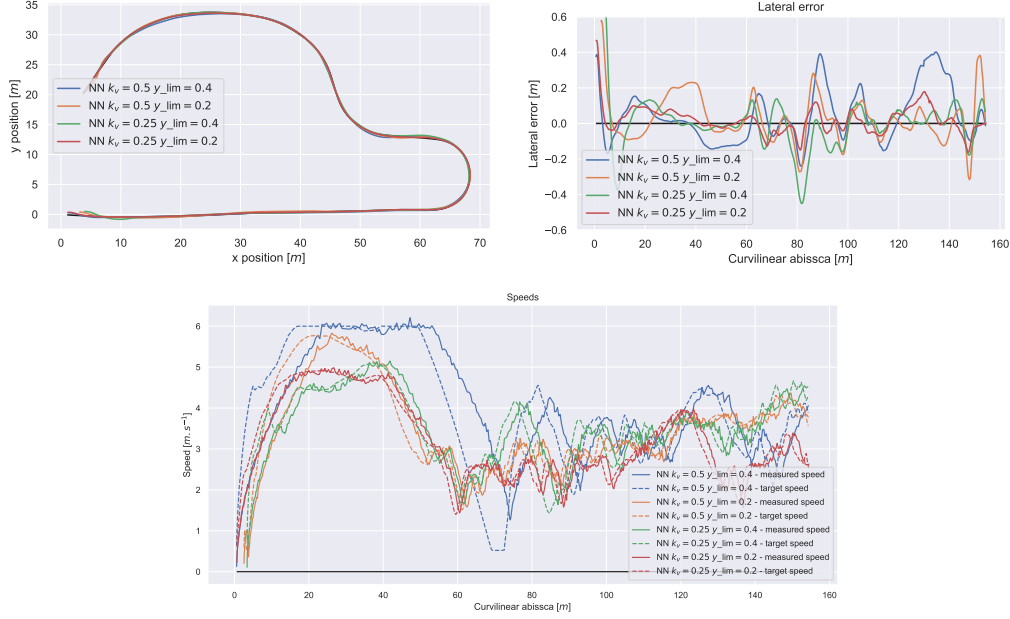 35
30
25
20
15
10
5
0
y position [m]
NN k_v = 0.5 y_lim = 0.4
NN k_v = 0.5 y_lim = 0.2
NN k_v = 0.25 y_lim = 0.4
NN k_v = 0.25 y_lim = 0.2
0 10 20 30 40 50 60 70
x position [m]
Lateral error
0.6
0.4
0.2
0.0
−0.2
−0.4
−0.6
Lateral error [m]
NN k_v = 0.5 y_lim = 0.4
NN k_v = 0.5 y_lim = 0.2
NN k_v = 0.25 y_lim = 0.4
NN k_v = 0.25 y_lim = 0.2
0 20 40 60 80 100 120 140 160
Curvilinear abissca [m]
Speeds
6
5
4
3
2
1
0
Speed [m. s⁻¹]
NN k_v = 0.5 y_lim = 0.4 - measured speed
NN k_v = 0.5 y_lim = 0.4 - target speed
NN k_v = 0.5 y_lim = 0.2 - measured speed
NN k_v = 0.5 y_lim = 0.2 - target speed
NN k_v = 0.25 y_lim = 0.4 - measured speed
NN k_v = 0.25 y_lim = 0.4 - target speed
NN k_v = 0.25 y_lim = 0.2 - measured speed
NN k_v = 0.25 y_lim = 0.2 - target speed
0 20 40 60 80 100 120 140 160
Curvilinear abissca [m]